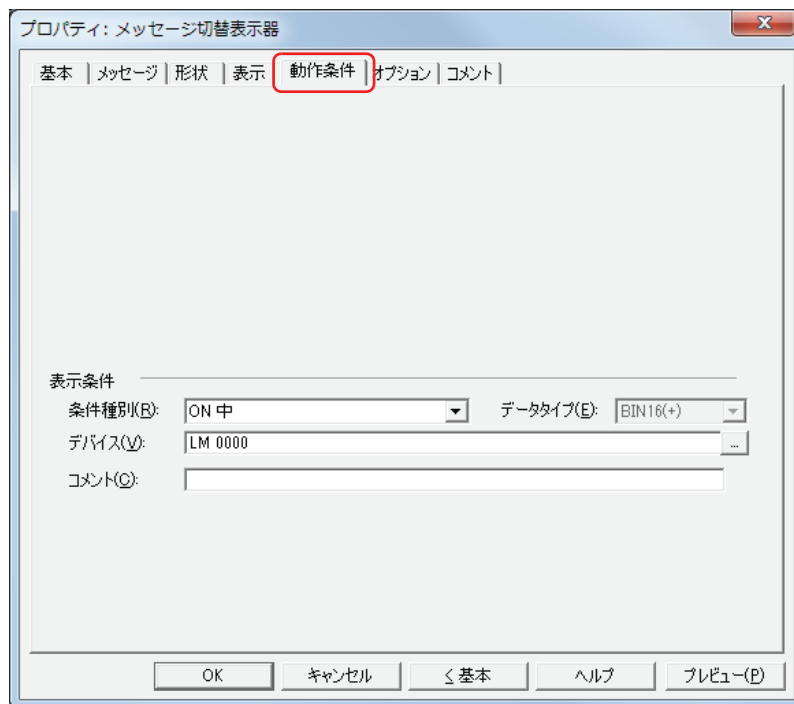 プロパティ: メッセージ切替表示器
基本 メッセージ 形状 表示 動作条件 オプション コメント
表示条件
条件種別(R): ON 中 データタイプ(E): BIN16(+)
デバイス(V): LM 0000 ...
コメント(C):
OK キャンセル <基本 ヘルプ プレビュー(P)